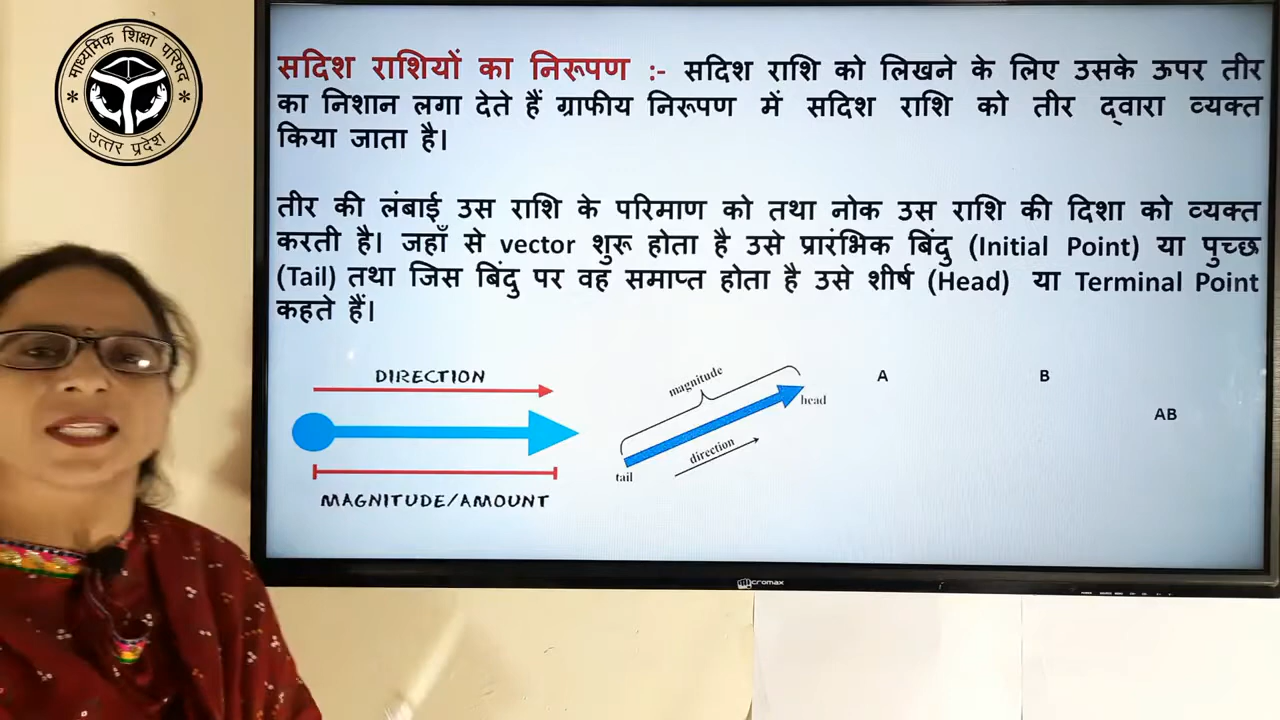 माध्यमिक शिक्षा परिषद
उत्तर प्रदेश
सदिश राशियों का निरूपण :- सदिश राशि को लिखने के लिए उसके ऊपर तीर
का निशान लगा देते हैं ग्राफीय निरूपण में सदिश राशि को तीर द्वारा व्यक्त
किया जाता है।
तीर की लंबाई उस राशि के परिमाण को तथा नोक उस राशि की दिशा को व्यक्त
करती है। जहाँ से vector शुरू होता है उसे प्रारंभिक बिंदु (Initial Point) या पुच्छ
(Tail) तथा जिस बिंदु पर वह समाप्त होता है उसे शीर्ष (Head) या Terminal Point
कहते हैं।
DIRECTION
MAGNITUDE/AMOUNT
magnitude
head
direction
tail
A
B
AB
micromax